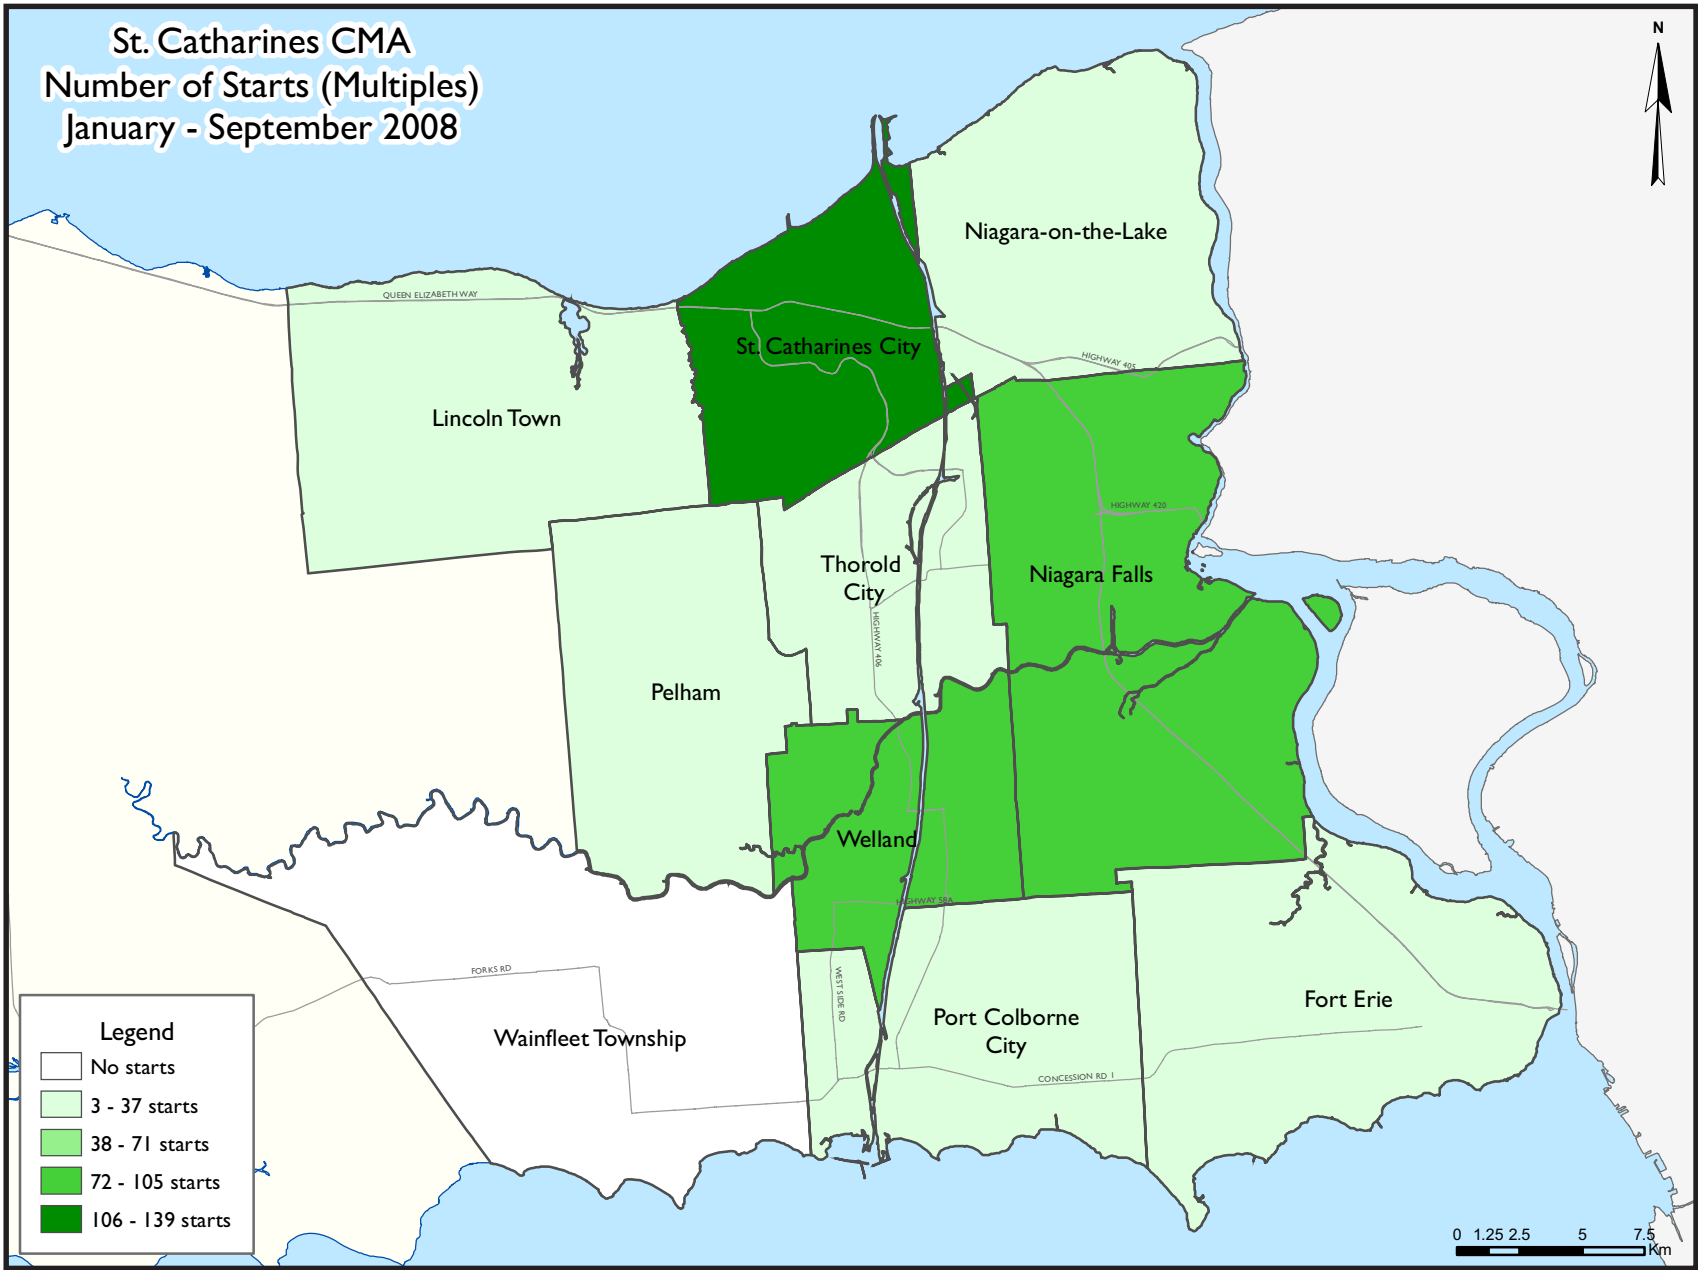 St. Catharines CMA
Number of Starts (Multiples)
January - September 2008
N
Niagara-on-the-Lake
QUEEN ELIZABETH WAY
St. Catharines City
HIGHWAY 405
Lincoln Town
HIGHWAY 420
Thorold
City
Niagara Falls
HIGHWAY 406
Pelham
Welland
HIGHWAY 58A
FORKS RD
WEST SIDE RD
Fort Erie
Port Colborne
City
Wainfleet Township
CONCESSION RD 1
Legend
No starts
3 - 37 starts
38 - 71 starts
72 - 105 starts
106 - 139 starts
0 1.25 2.5 5 7.5
Km